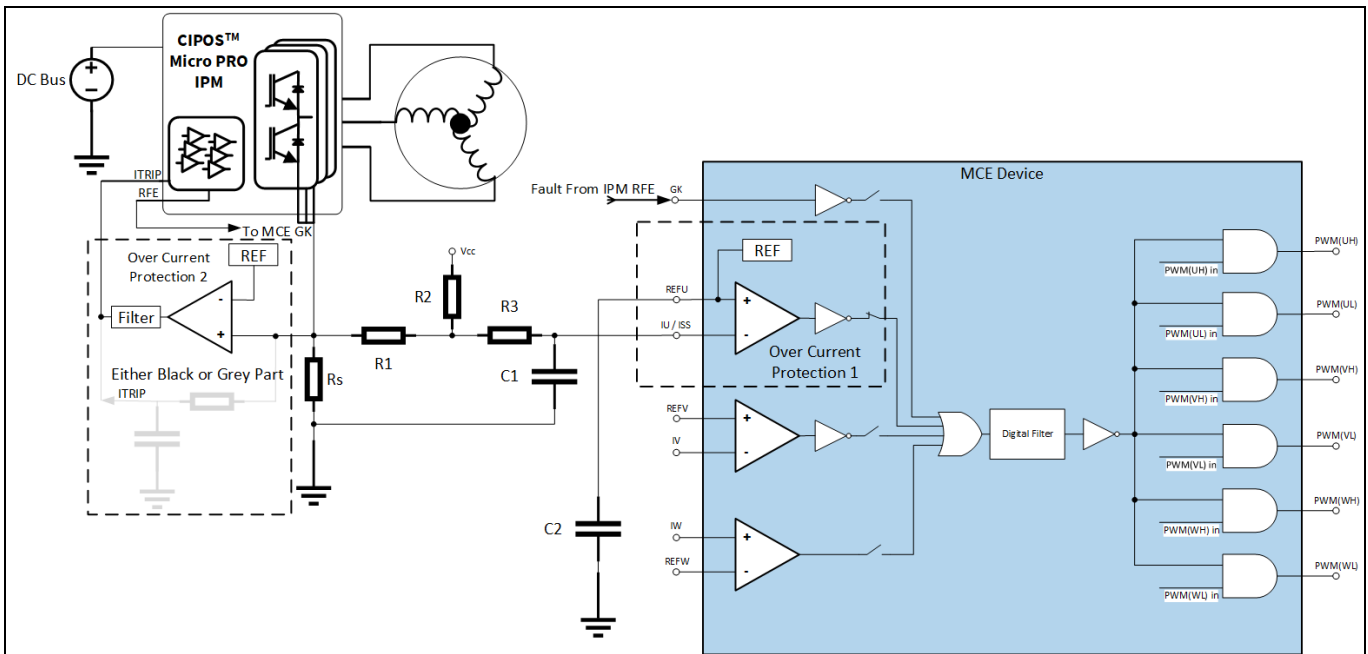 CIPOS™
Micro PRO
IPM
DC Bus
+
−
ITRIP
RFE
To MCE GK
Over Current
Protection 2
REF
Filter
-
+
Either Black or Grey Part
ITRIP
Rs
R1
Vcc
R2
R3
C1
C2
MCE Device
Fault From IPM RFE
GK
REF
REFU
+
IU / ISS
-
Over Current
Protection 1
REFV
+
IV
-
IW
+
REFW
-
Digital Filter
PWM(UH)
PWM(UH) in
PWM(UL)
PWM(UL) in
PWM(VH)
PWM(VH) in
PWM(VL)
PWM(VL) in
PWM(WH)
PWM(WH) in
PWM(WL)
PWM(WL) in